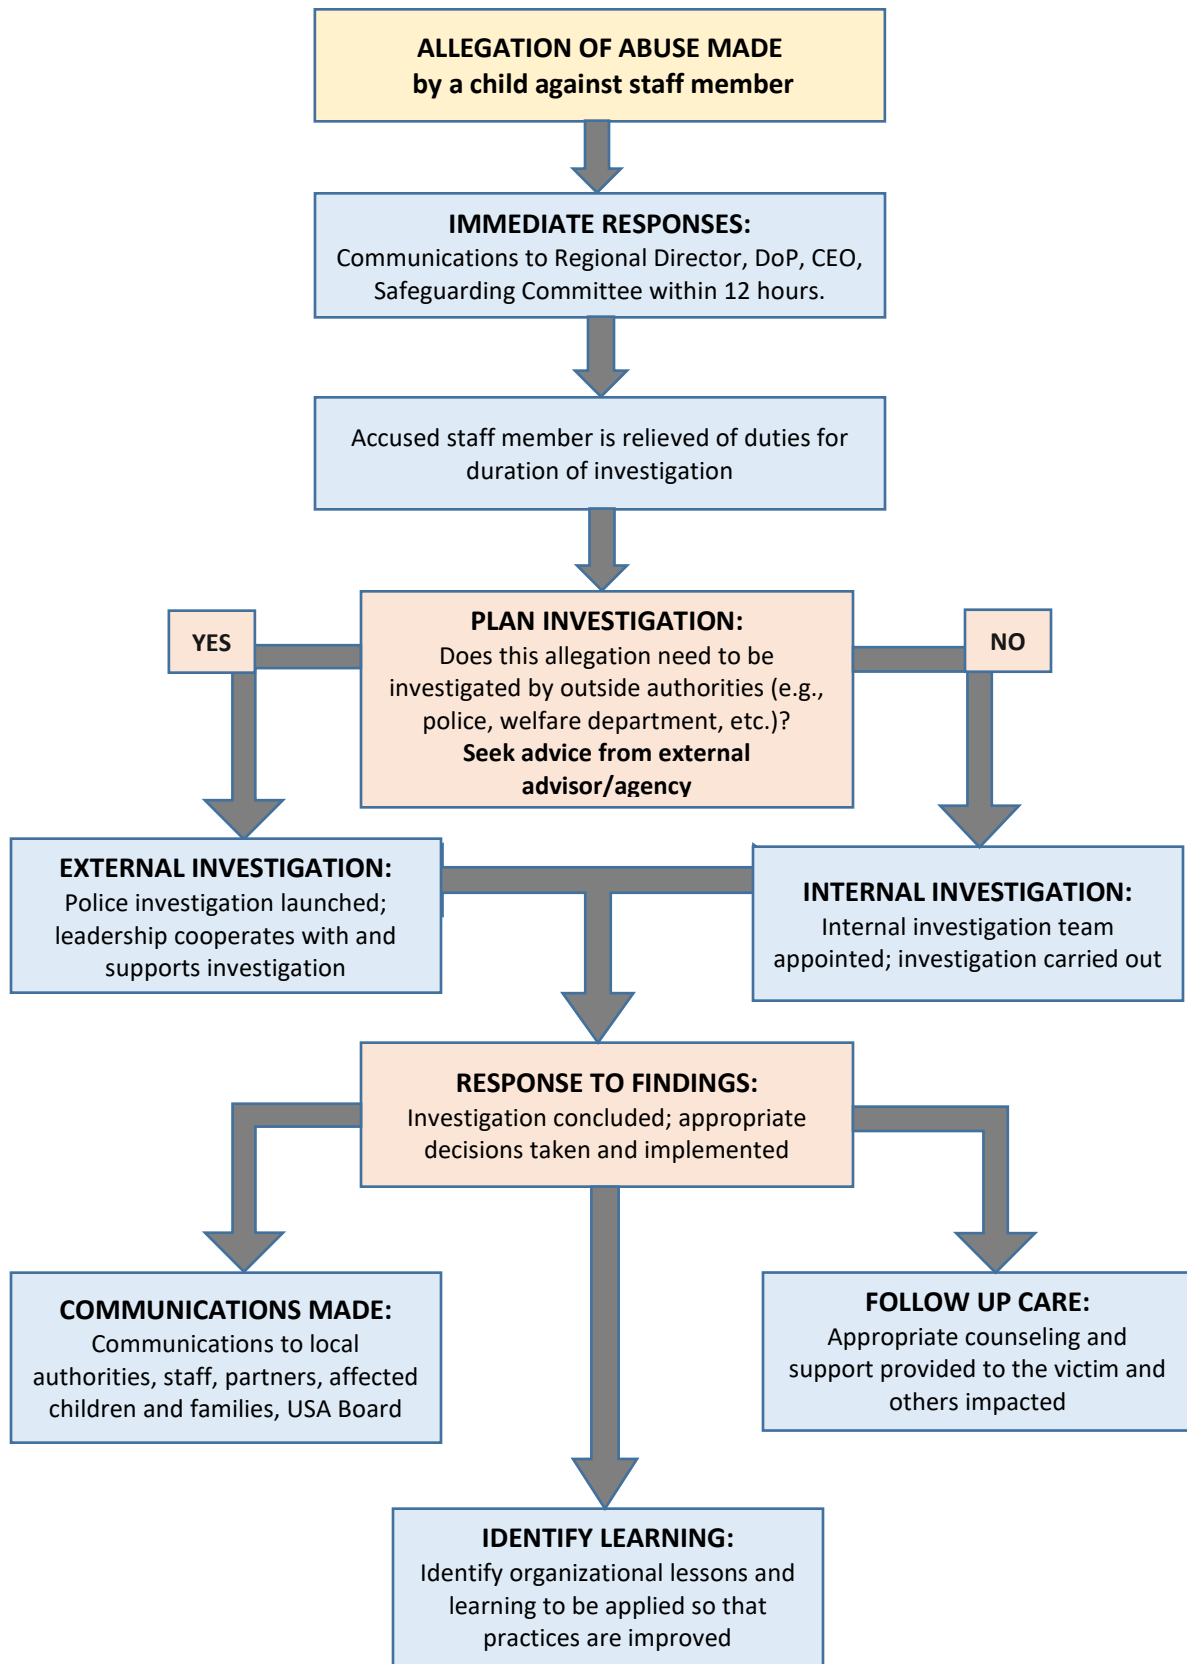 ALLEGATION OF ABUSE MADE
by a child against staff member
IMMEDIATE RESPONSES:
Communications to Regional Director, DoP, CEO,
Safeguarding Committee within 12 hours.
Accused staff member is relieved of duties for
duration of investigation
PLAN INVESTIGATION:
Does this allegation need to be
investigated by outside authorities (e.g.,
police, welfare department, etc.)?
Seek advice from external
advisor/agency
YES
NO
EXTERNAL INVESTIGATION:
Police investigation launched;
leadership cooperates with and
supports investigation
INTERNAL INVESTIGATION:
Internal investigation team
appointed; investigation carried out
RESPONSE TO FINDINGS:
Investigation concluded; appropriate
decisions taken and implemented
COMMUNICATIONS MADE:
Communications to local
authorities, staff, partners, affected
children and families, USA Board
FOLLOW UP CARE:
Appropriate counseling and
support provided to the victim and
others impacted
IDENTIFY LEARNING:
Identify organizational lessons and
learning to be applied so that
practices are improved